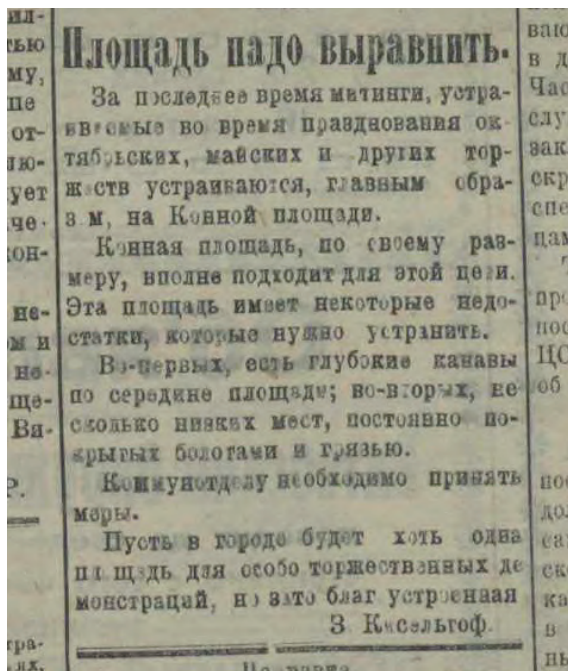 Площадь надо выравнить.
За последнее время митинги, устра-
иваемые во время празднования ок-
тябрьских, майских и других тор-
жеств устраиваются, главным обра-
зом, на Конной площади.
Конная площадь, по своему раз-
меру, вполне подходит для этой цели.
Эта площадь имеет некоторые недо-
статки, которые нужно устранить.
Во-первых, есть глубокие канавы
по середине площади; во-вторых, не-
сколько низких мест, постоянно по-
крытых болотами и грязью.
Коммунотделу необходимо принять
меры.
Пусть в городе будет хоть одна
площадь для особо торжественных де
монстраций, но зато благ устроенная
З. Кисельгоф.